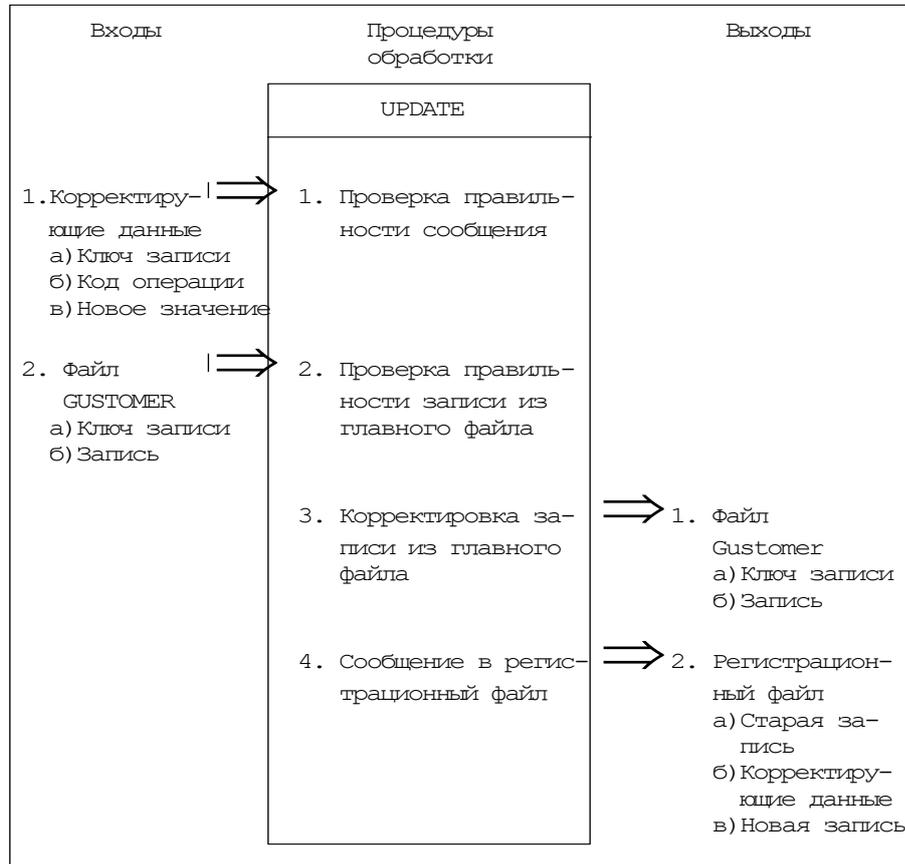 Входы
Процедуры
обработки
Выходы
UPDATE
1.Корректиру-
ющие данные
а)Ключ записи
б)Код операции
в)Новое значение
2. Файл
GUSTOMER
а)Ключ записи
б)Запись
1. Проверка правиль-
ности сообщения
2. Проверка правиль-
ности записи из
главного файла
3. Корректировка за-
писи из главного
файла
4. Сообщение в регис-
трационный файл
1. Файл
Gustomer
а)Ключ записи
б)Запись
2. Регистрацион-
ный файл
а)Старая за-
пись
б)Корректиру-
ющие данные
в)Новая запись